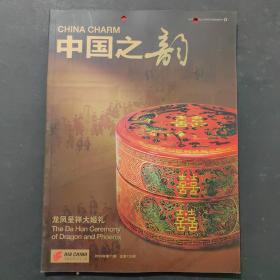 CHINA CHARM
中国之韵
龙凤呈祥大婚礼
The Da Hun Ceremony
of Dragon and Phoenix
AIR CHINA